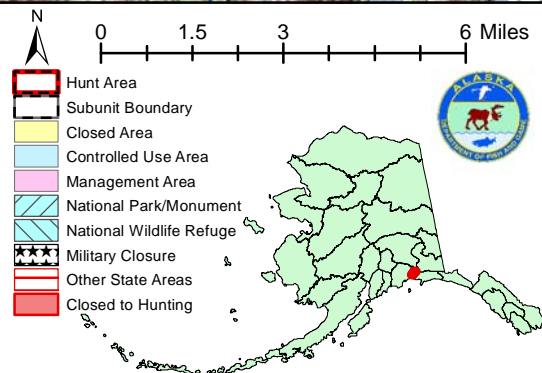 N
0 1.5 3 6 Miles
Hunt Area
Subunit Boundary
Closed Area
Controlled Use Area
Management Area
National Park/Monument
National Wildlife Refuge
Military Closure
Other State Areas
Closed to Hunting
ALASKA
DEPARTMENT OF FISH AND GAME